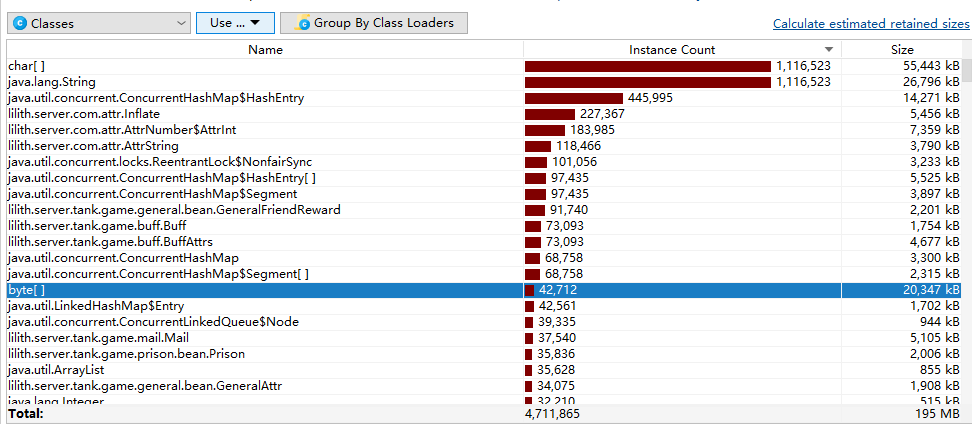 Classes Use ... Group By Class Loaders Calculate estimated retained sizes
Name Instance Count Size
char[ ] 1,116,523 55,443 kB
java.lang.String 1,116,523 26,796 kB
java.util.concurrent.ConcurrentHashMap$HashEntry 445,995 14,271 kB
lilith.server.com.attr.Inflate 227,367 5,456 kB
lilith.server.com.attr.AttrNumber$AttrInt 183,985 7,359 kB
lilith.server.com.attr.AttrString 118,466 3,790 kB
java.util.concurrent.locks.ReentrantLock$NonfairSync 101,056 3,233 kB
java.util.concurrent.ConcurrentHashMap$HashEntry[ ] 97,435 5,525 kB
java.util.concurrent.ConcurrentHashMap$Segment 97,435 3,897 kB
lilith.server.tank.game.general.bean.GeneralFriendReward 91,740 2,201 kB
lilith.server.tank.game.buff.Buff 73,093 1,754 kB
lilith.server.tank.game.buff.BuffAttrs 73,093 4,677 kB
java.util.concurrent.ConcurrentHashMap 68,758 3,300 kB
java.util.concurrent.ConcurrentHashMap$Segment[ ] 68,758 2,315 kB
byte[ ] 42,712 20,347 kB
java.util.LinkedHashMap$Entry 42,561 1,702 kB
java.util.concurrent.ConcurrentLinkedQueue$Node 39,335 944 kB
lilith.server.tank.game.mail.Mail 37,540 5,105 kB
lilith.server.tank.game.prison.bean.Prison 35,836 2,006 kB
java.util.ArrayList 35,628 855 kB
lilith.server.tank.game.general.bean.GeneralAttr 34,075 1,908 kB
java.lang.Integer 32,210 515 kB
Total: 4,711,865 195 MB